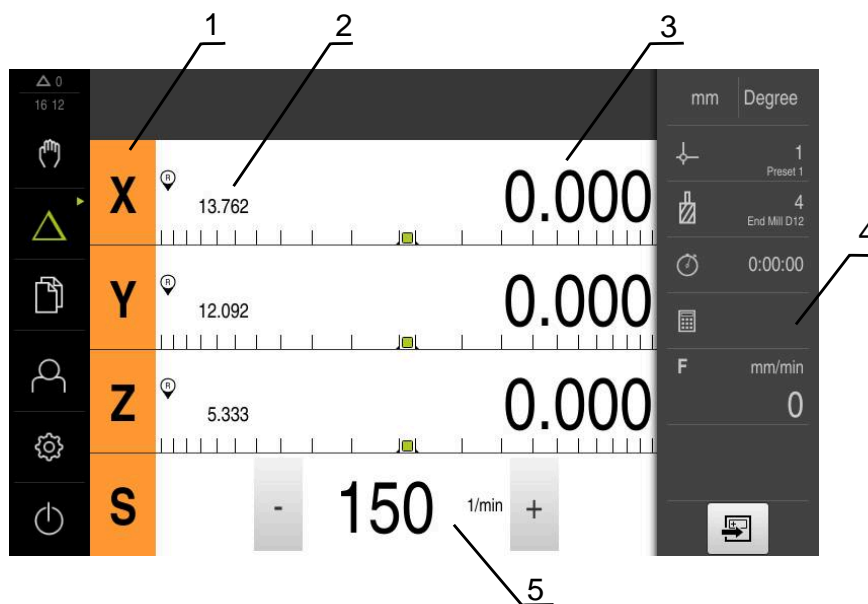 1 2 3
0
16 12
mm Degree
X R 13.762 0.000
1
Preset 1
4
End Mill D12
Y R 12.092 0.000
0:00:00
4
Z R 5.333 0.000
F mm/min
0
S - 150 1/min +
5